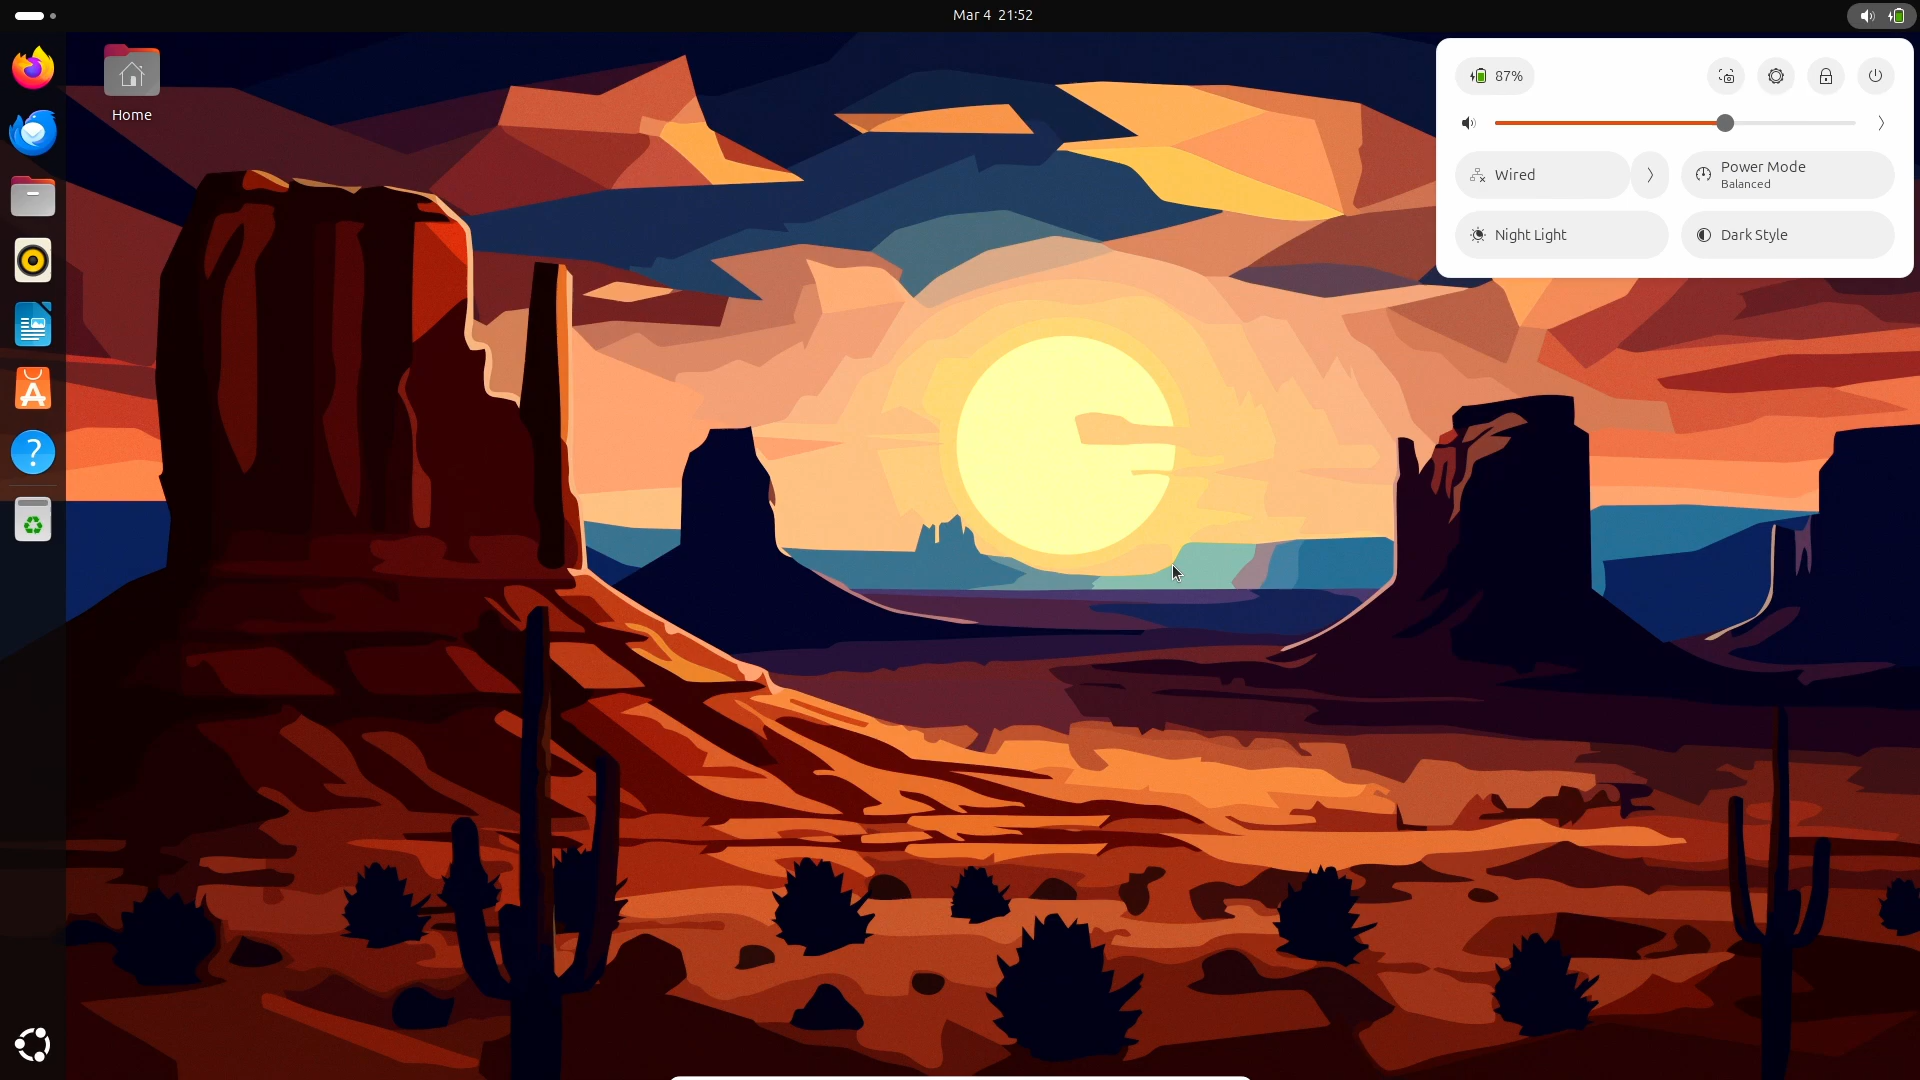 Mar 4 21:52
Home
87%
Wired
Power Mode
Balanced
Night Light
Dark Style